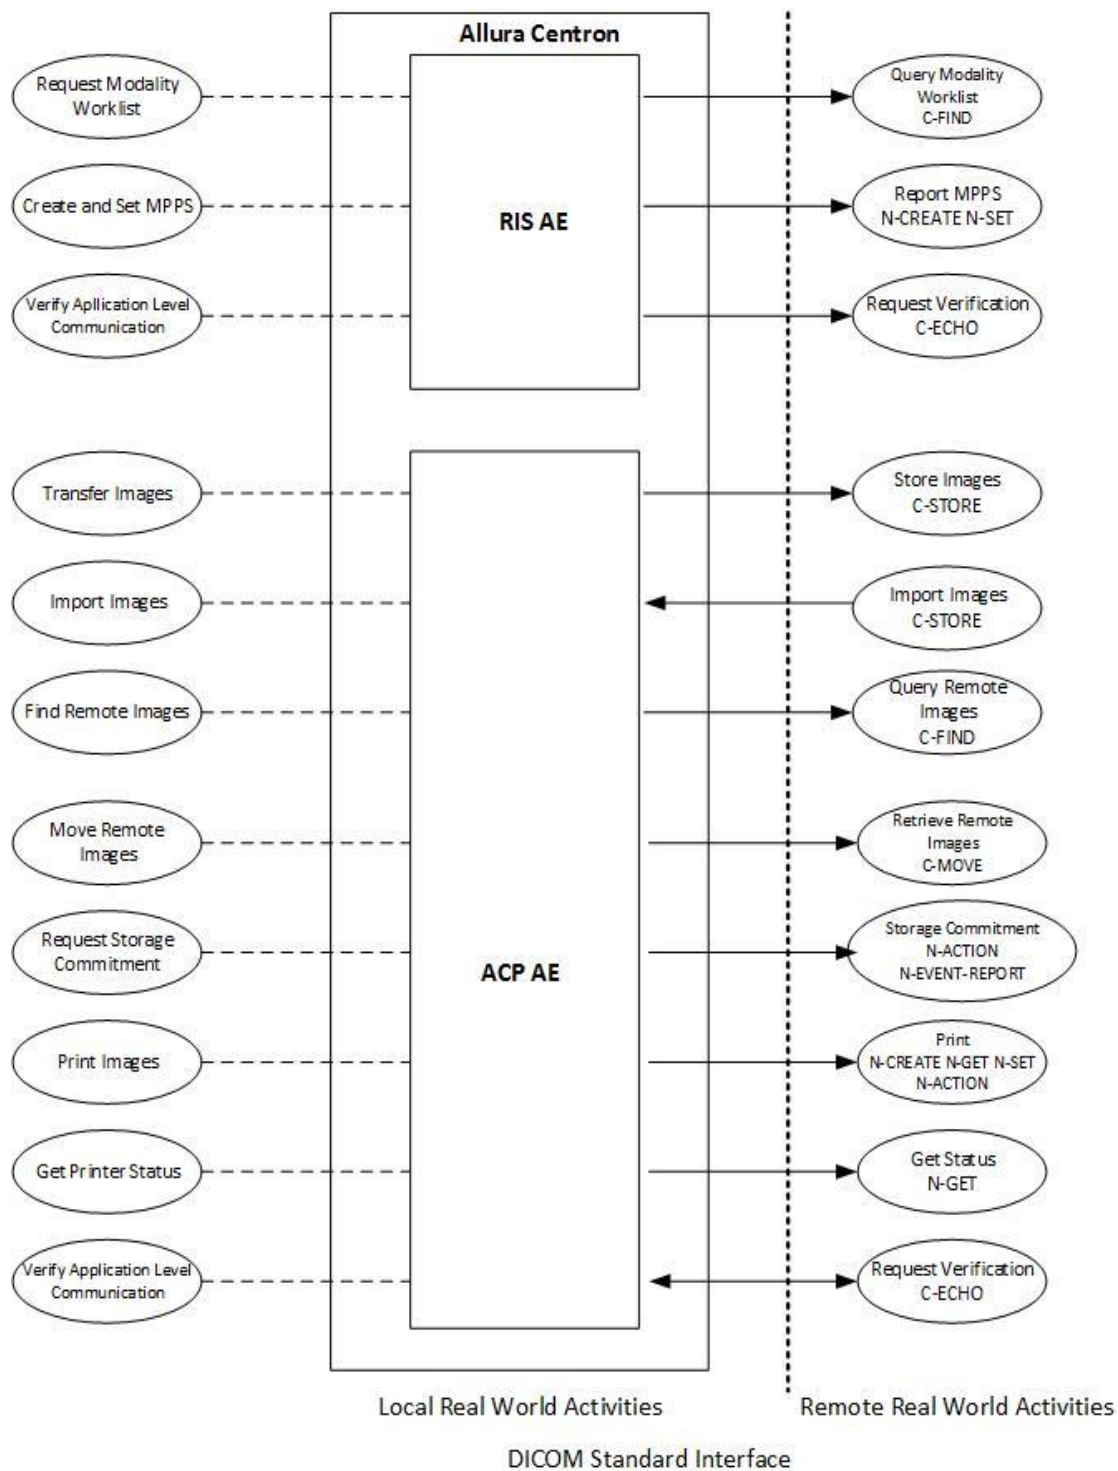 Allura Centron
Request Modality
Worklist
Query Modality
Worklist
C-FIND
Create and Set MPPS
RIS AE
Report MPPS
N-CREATE N-SET
Verify Apllication Level
Communication
Request Verification
C-ECHO
Transfer Images
Store Images
C-STORE
Import Images
Import Images
C-STORE
Find Remote Images
Query Remote
Images
C-FIND
Move Remote
Images
Retrieve Remote
Images
C-MOVE
Request Storage
Commitment
ACP AE
Storage Commitment
N-ACTION
N-EVENT-REPORT
Print Images
Print
N-CREATE N-GET N-SET
N-ACTION
Get Printer Status
Get Status
N-GET
Verify Application Level
Communication
Request Verification
C-ECHO
Local Real World Activities
Remote Real World Activities
DICOM Standard Interface